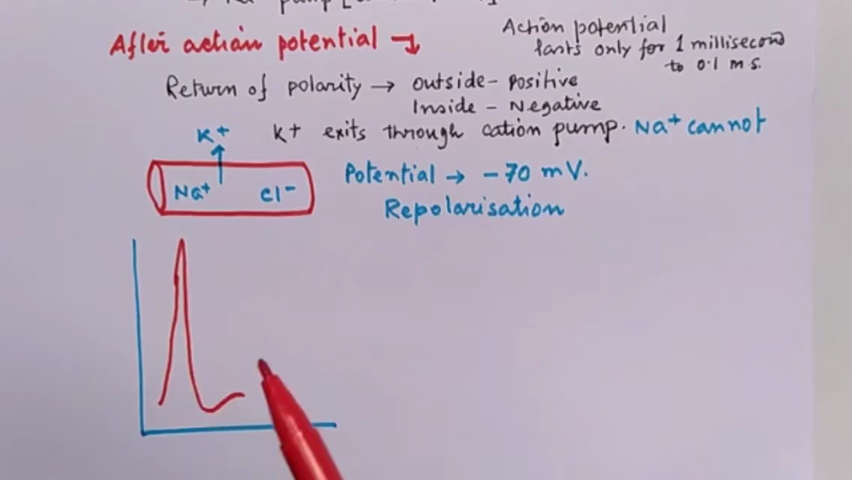 pump
After action potential
Action potential
lasts only for 1 millisecond
to 0.1 m.s.
Return of polarity → outside - Positive
Inside - Negative
K+ exits through cation pump. Na+ cannot
K+
Na+ Cl-
Potential → -70 mV.
Repolarisation